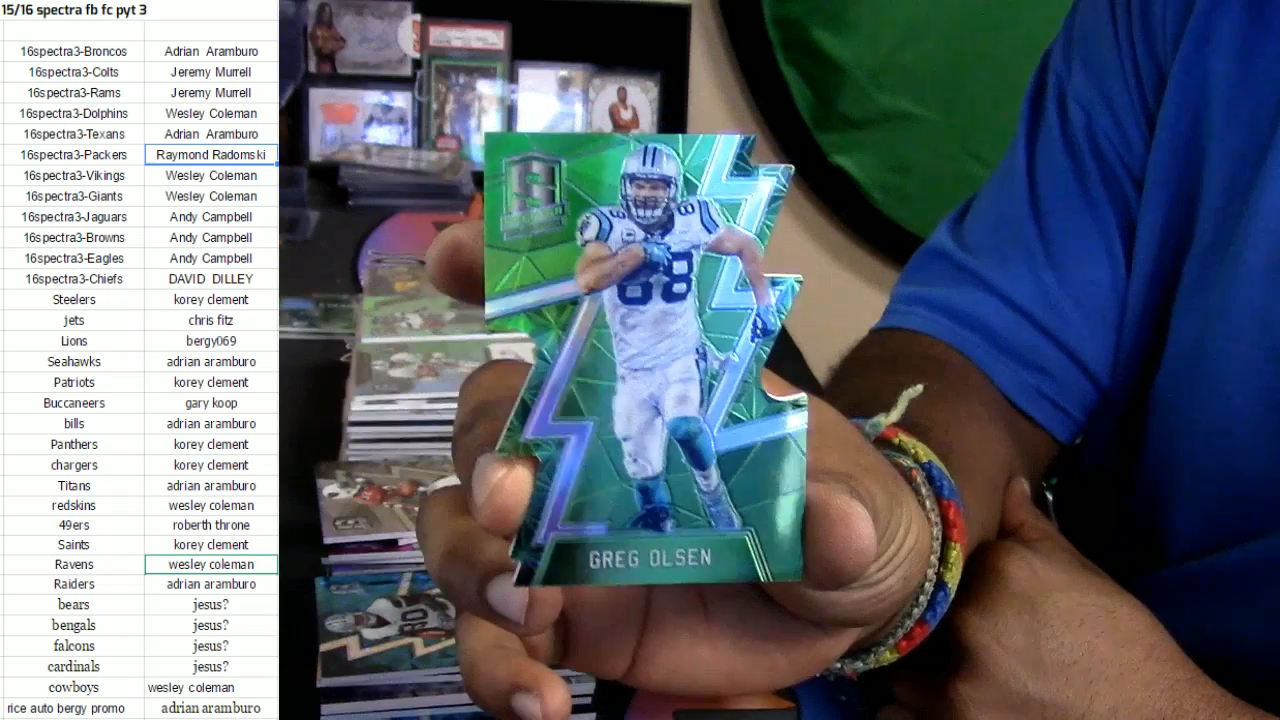 15/16 spectra fb fc pyt 3
16spectra3-Broncos Adrian Aramburo
16spectra3-Colts Jeremy Murrell
16spectra3-Rams Jeremy Murrell
16spectra3-Dolphins Wesley Coleman
16spectra3-Texans Adrian Aramburo
16spectra3-Packers Raymond Radomski
16spectra3-Vikings Wesley Coleman
16spectra3-Giants Wesley Coleman
16spectra3-Jaguars Andy Campbell
16spectra3-Browns Andy Campbell
16spectra3-Eagles Andy Campbell
16spectra3-Chiefs DAVID DILLEY
Steelers korey clement
jets chris fitz
Lions bergy069
Seahawks adrian aramburo
Patriots korey clement
Buccaneers gary koop
bills adrian aramburo
Panthers korey clement
chargers korey clement
Titans adrian aramburo
redskins wesley coleman
49ers roberth throne
Saints korey clement
Ravens wesley coleman
Raiders adrian aramburo
bears jesus?
bengals jesus?
falcons jesus?
cardinals jesus?
cowboys wesley coleman
rice auto bergy promo adrian aramburo
S
88
88
GREG OLSEN
80